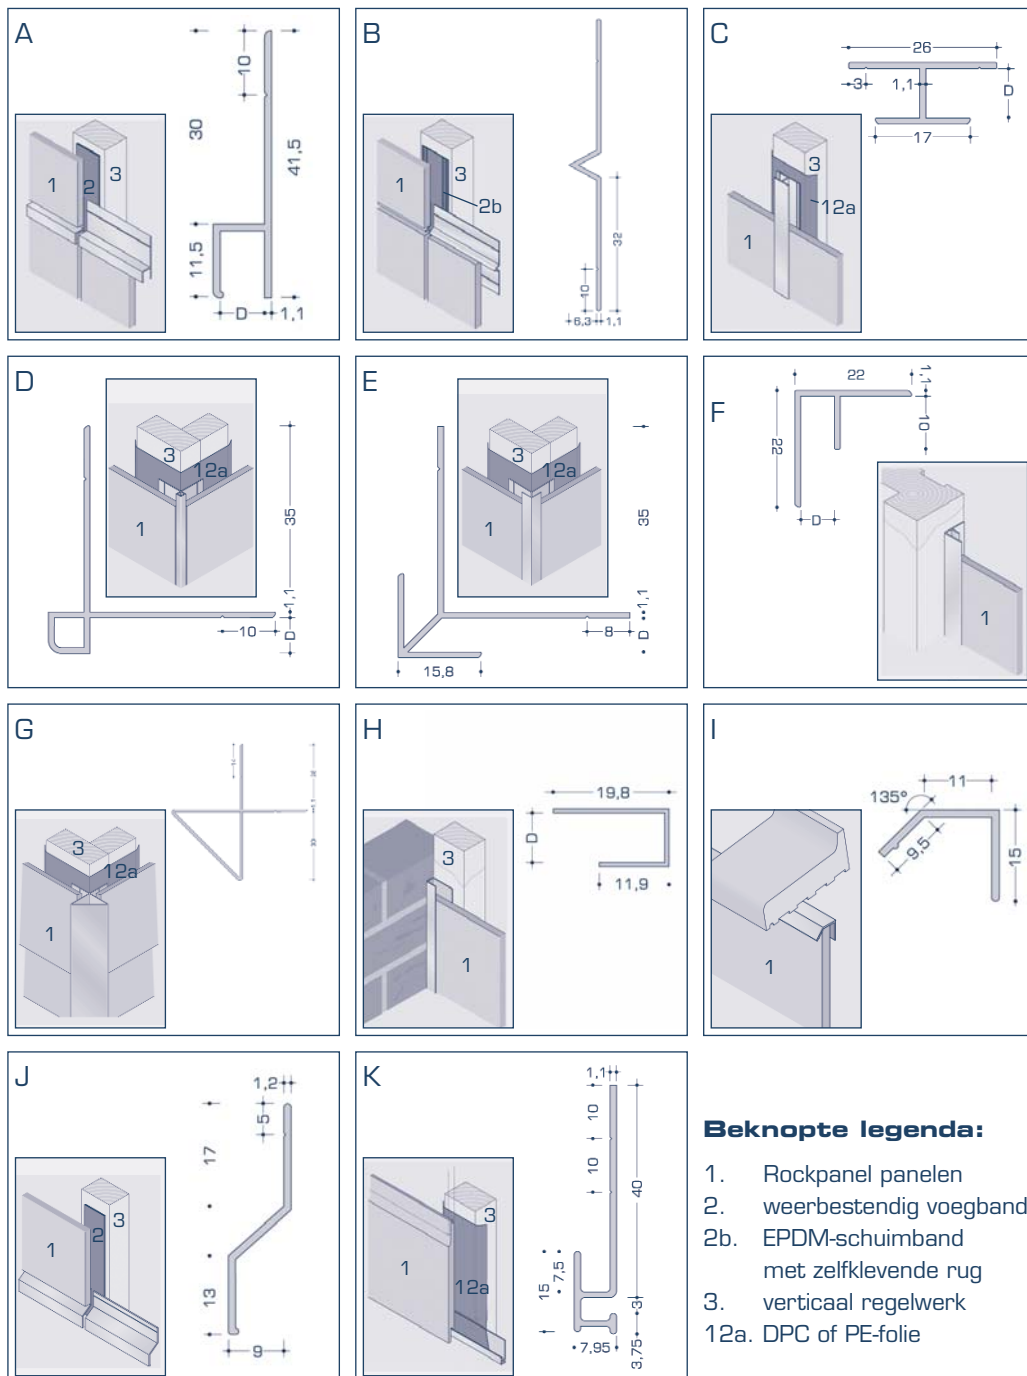 A
10
30
41,5
11,5
D
1,1
1
2
3
B
32
10
6,3
1,1
1
3
2b
C
26
3
1,1
D
17
3
12a
1
D
35
1,1
10
D
3
12a
1
E
35
1,1
8
D
15,8
3
12a
1
F
22
1,1
10
22
D
1
G
33
3
12a
1
H
19,8
D
11,9
3
1
I
11
135°
9,5
15
1
J
1,2
5
17
13
9
1
2
3
K
1,1
10
10
40
15
7,5
3
7,95
3,75
3
1
12a
Beknopte legenda:
1. Rockpanel panelen
2. weerbestendig voegband
2b. EPDM-schuimband
met zelfklevende rug
3. verticaal regelwerk
12a. DPC of PE-folie